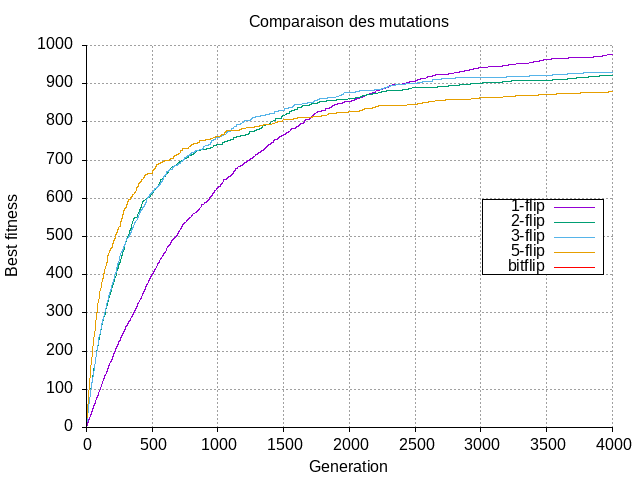 Comparaison des mutations
1000
900
800
700
600
500
400
300
200
100
0
Best fitness
1-flip
2-flip
3-flip
5-flip
bitflip
0 500 1000 1500 2000 2500 3000 3500 4000
Generation